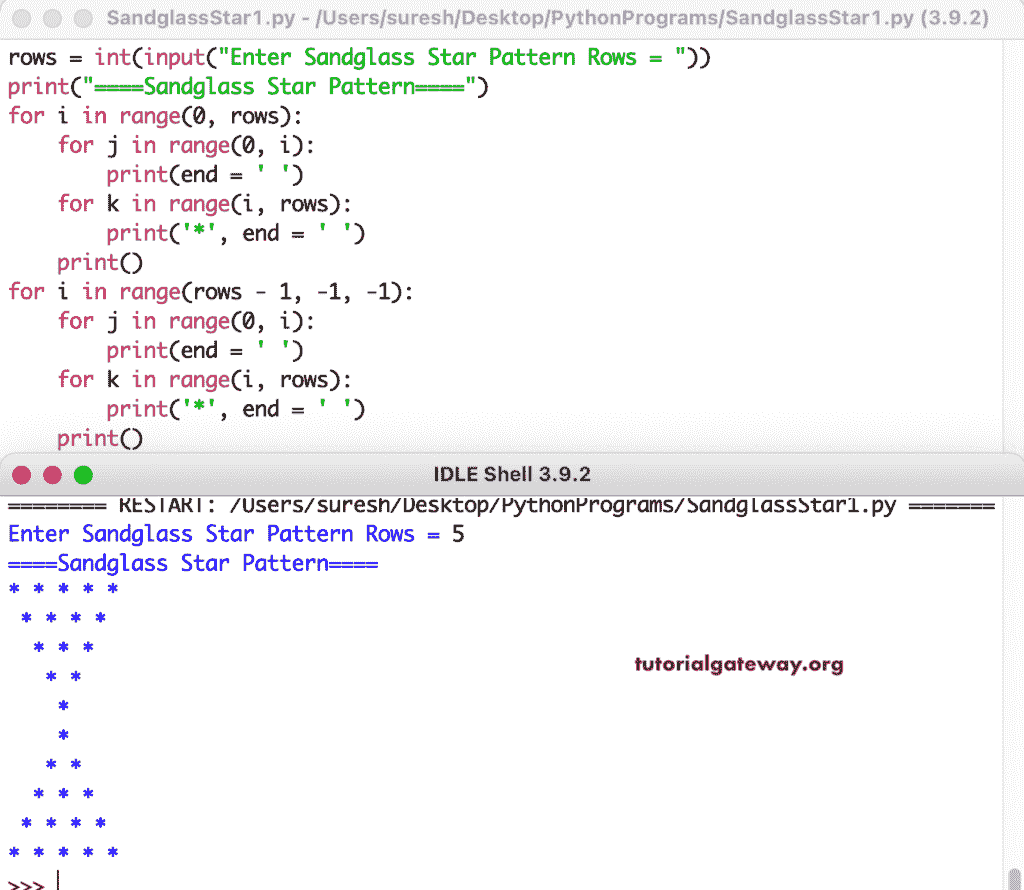 SandglassStar1.py - /Users/suresh/Desktop/PythonPrograms/SandglassStar1.py (3.9.2)
rows = int(input("Enter Sandglass Star Pattern Rows = "))
print("====Sandglass Star Pattern====")
for i in range(0, rows):
    for j in range(0, i):
        print(end = ' ')
    for k in range(i, rows):
        print('*', end = ' ')
    print()
for i in range(rows - 1, -1, -1):
    for j in range(0, i):
        print(end = ' ')
    for k in range(i, rows):
        print('*', end = ' ')
    print()
IDLE Shell 3.9.2
======== RESTART: /Users/suresh/Desktop/PythonPrograms/SandglassStar1.py =======
Enter Sandglass Star Pattern Rows = 5
====Sandglass Star Pattern====
* * * * *
 * * * *
  * * *
tutorialgateway.org
   * *
    *
    *
   * *
  * * *
 * * * *
* * * * *
>>>